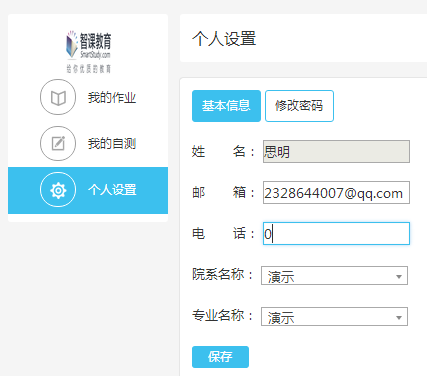 智课教育
SmartStudy.com
给你优质的教育
我的作业
我的自测
个人设置
个人设置
基本信息 修改密码
姓 名： 思明
邮 箱： 2328644007@qq.com
电 话： 0
院系名称： 演示
专业名称： 演示
保存